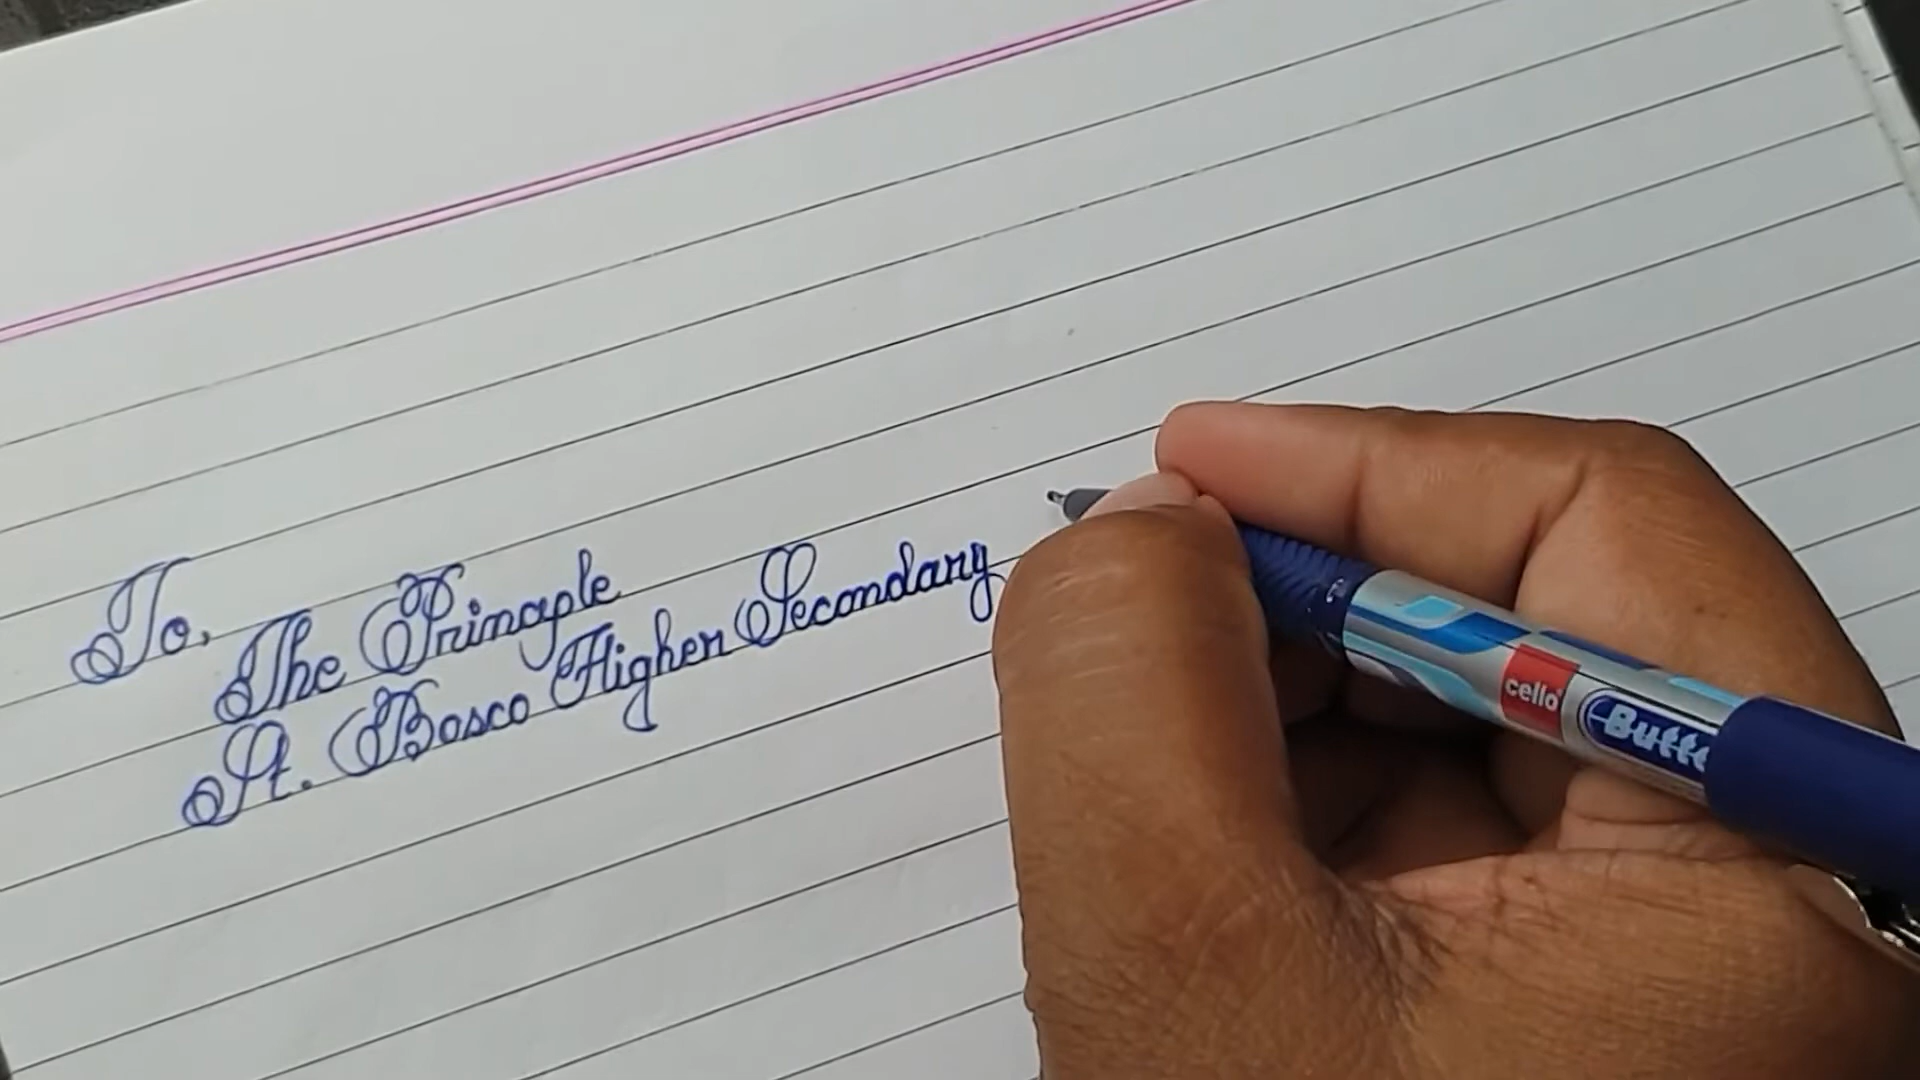 To,
The Principle
St. Bosco Higher Secondary
cello
Butte